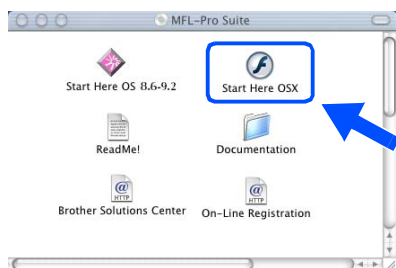 MFL-Pro Suite
Start Here OS 8.6-9.2
Start Here OSX
ReadMe!
Documentation
@
HTTP
@
HTTP
Brother Solutions Center
On-Line Registration